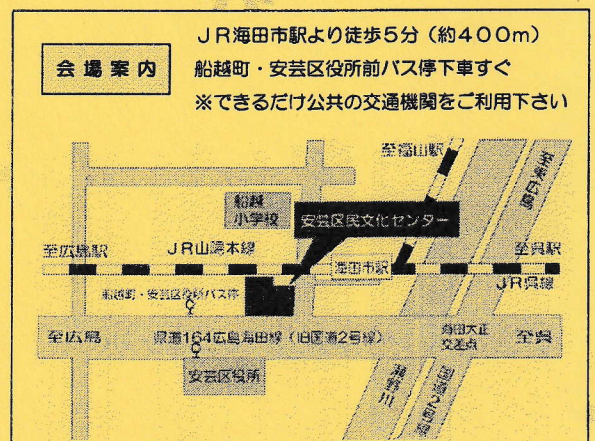 JR海田市駅より徒歩5分(約400m)
会場案内
船越町・安芸区役所前バス停下車すぐ
※できるだけ公共の交通機関をご利用下さい
至福山駅
至東広島
船越
小学校
安芸区民文化センター
至広島駅
JR山陽本線
海田市駅
至呉駅
JR呉線
船越町・安芸区役所バス停
至広島
県道164広島海田線(旧国道2号線)
海田大正
交差点
至呉
安芸区役所
瀬野川
国道2号線